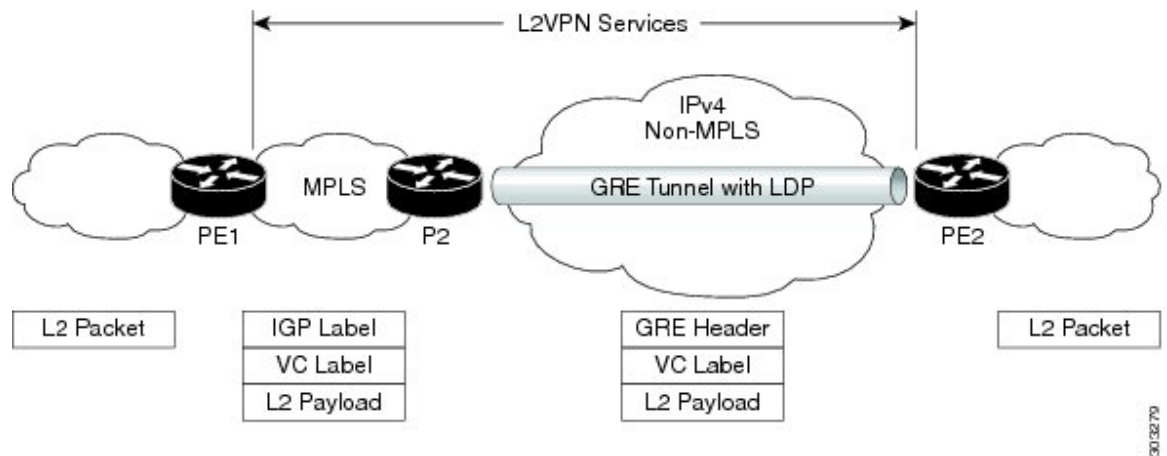 L2VPN Services
IPv4
Non-MPLS
MPLS
GRE Tunnel with LDP
PE1
P2
PE2
L2 Packet
IGP Label
GRE Header
L2 Packet
VC Label
VC Label
L2 Payload
L2 Payload
303279